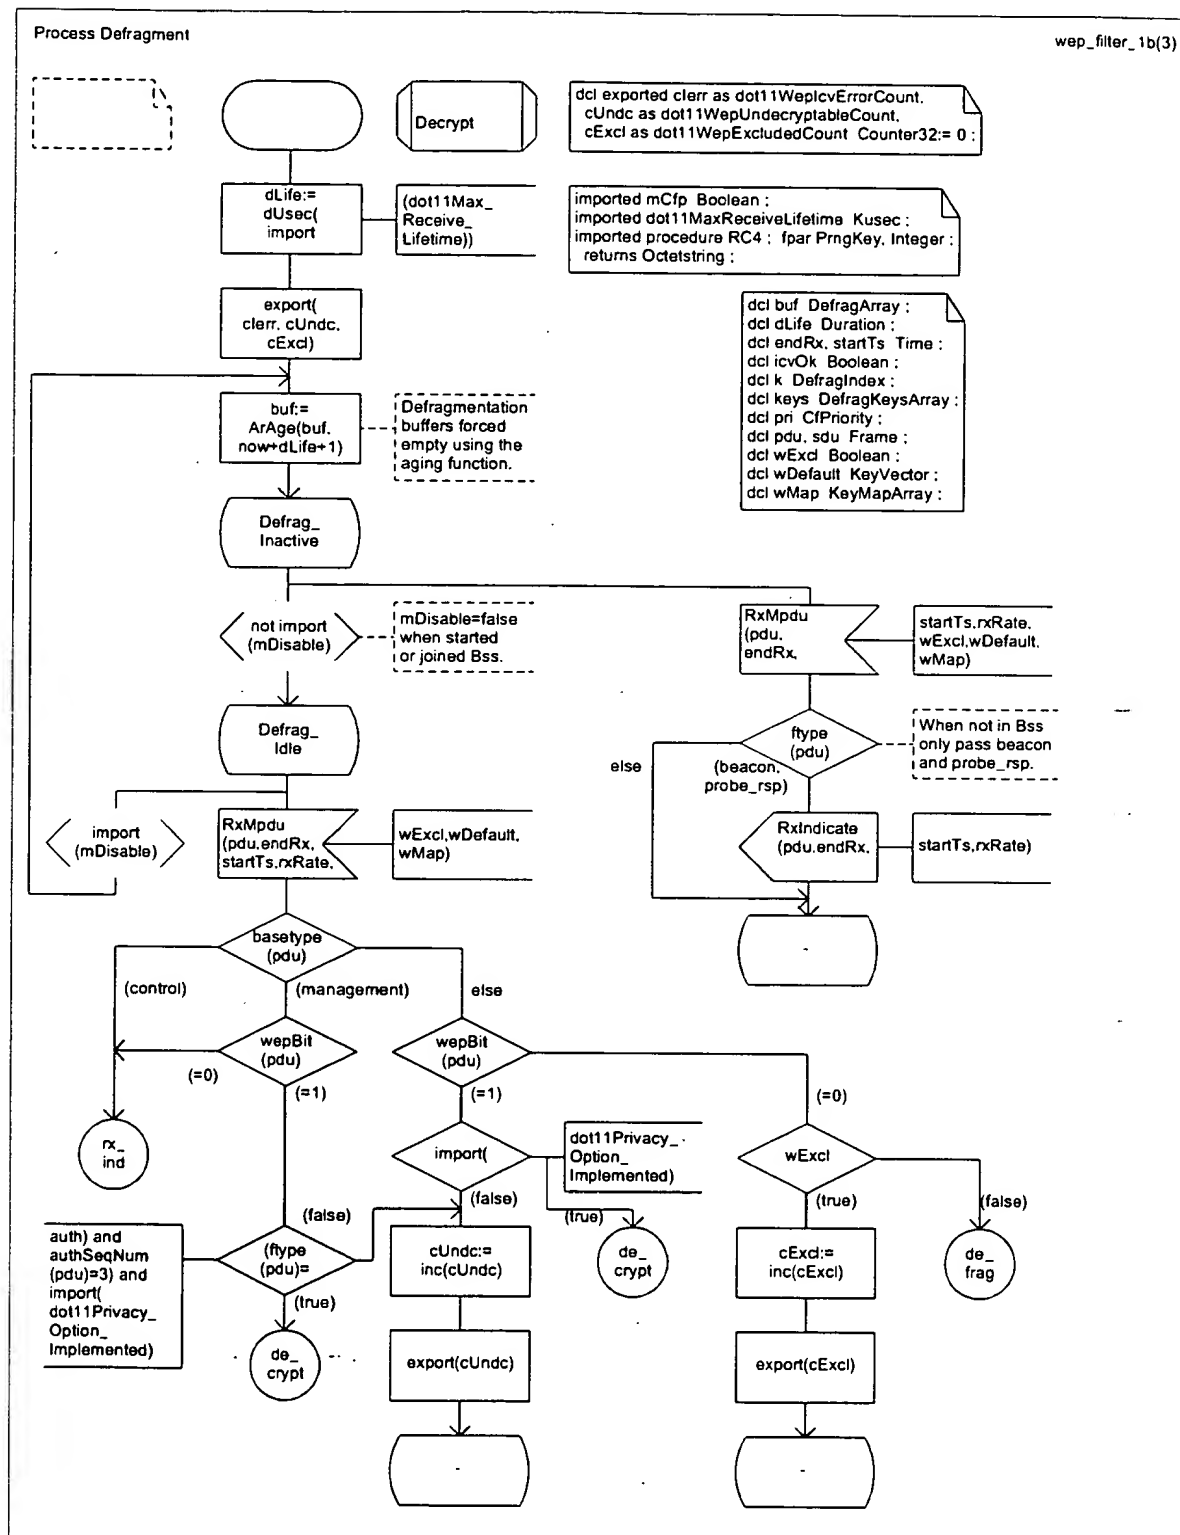 Process Defragment
wep_filter_1b(3)
Decrypt
dcl exported cIerr as dot11WepIcvErrorCount,
cUndc as dot11WepUndecryptableCount,
cExcl as dot11WepExcludedCount Counter32:= 0 ;
dLife:=
dUsec(
import
(dot11Max_
Receive_
Lifetime))
imported mCfp Boolean ;
imported dot11MaxReceiveLifetime Kusec ;
imported procedure RC4 ; fpar PrngKey, Integer ;
returns Octetstring ;
export(
cIerr, cUndc,
cExcl)
dcl buf DefragArray ;
dcl dLife Duration ;
dcl endRx, startTs Time ;
dcl icvOk Boolean ;
dcl k DefragIndex ;
dcl keys DefragKeysArray ;
dcl pri CfPriority ;
dcl pdu, sdu Frame ;
dcl wExcl Boolean ;
dcl wDefault KeyVector ;
dcl wMap KeyMapArray ;
buf:=
ArAge(buf,
now+dLife+1)
Defragmentation
buffers forced
empty using the
aging function.
Defrag_
Inactive
not import
(mDisable)
mDisable=false
when started
or joined Bss.
RxMpdu
(pdu,
endRx,
startTs,rxRate,
wExcl,wDefault,
wMap)
Defrag_
Idle
ftype
(pdu)
When not in Bss
only pass beacon
and probe_rsp.
else
(beacon,
probe_rsp)
import
(mDisable)
RxMpdu
(pdu,endRx,
startTs,rxRate,
wExcl,wDefault,
wMap)
RxIndicate
(pdu,endRx,
startTs,rxRate)
-
basetype
(pdu)
(control)
(management)
else
wepBit
(pdu)
(=0)
(=1)
wepBit
(pdu)
(=1)
(=0)
rx_
ind
import(
dot11Privacy_
Option_
Implemented)
(false)
(true)
wExcl
(true)
(false)
auth) and
authSeqNum
(pdu)=3) and
import(
dot11Privacy_
Option_
Implemented)
(ftype
(pdu)=
(false)
(true)
cUndc:=
inc(cUndc)
de_
crypt
cExcl:=
inc(cExcl)
de_
frag
de_
crypt
export(cUndc)
export(cExcl)
-
-